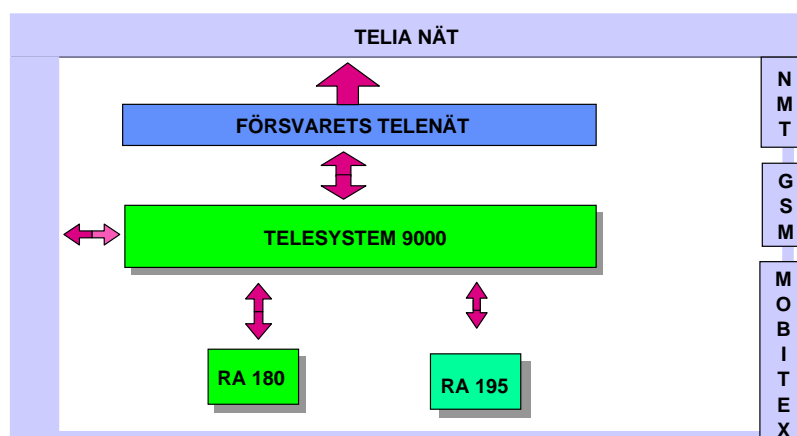 TELIA NÄT
FÖRSVARETS TELENÄT
TELESYSTEM 9000
RA 180
RA 195
NMT
GSM
MOBITEX